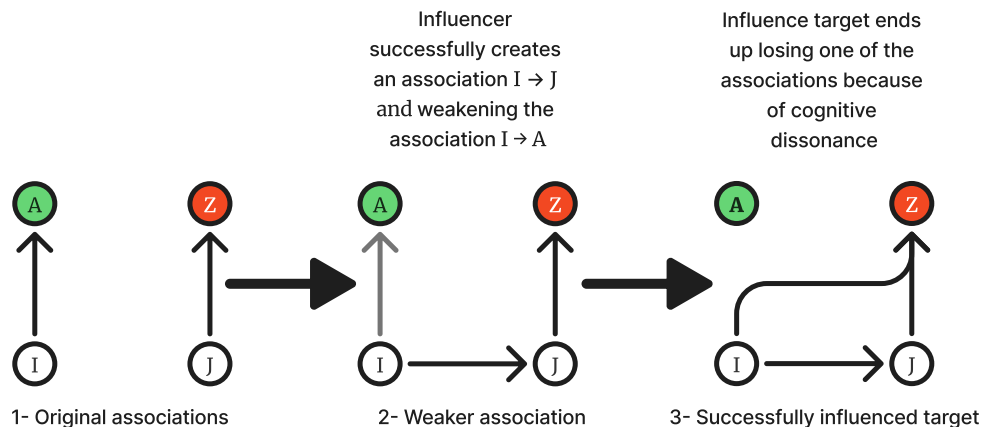 Influencer
successfully creates
an association I → J
and weakening the
association I → A
Influence target ends
up losing one of the
associations because
of cognitive
dissonance
A
Z
A
Z
A
Z
I
J
I
J
I
J
1- Original associations
2- Weaker association
3- Successfully influenced target